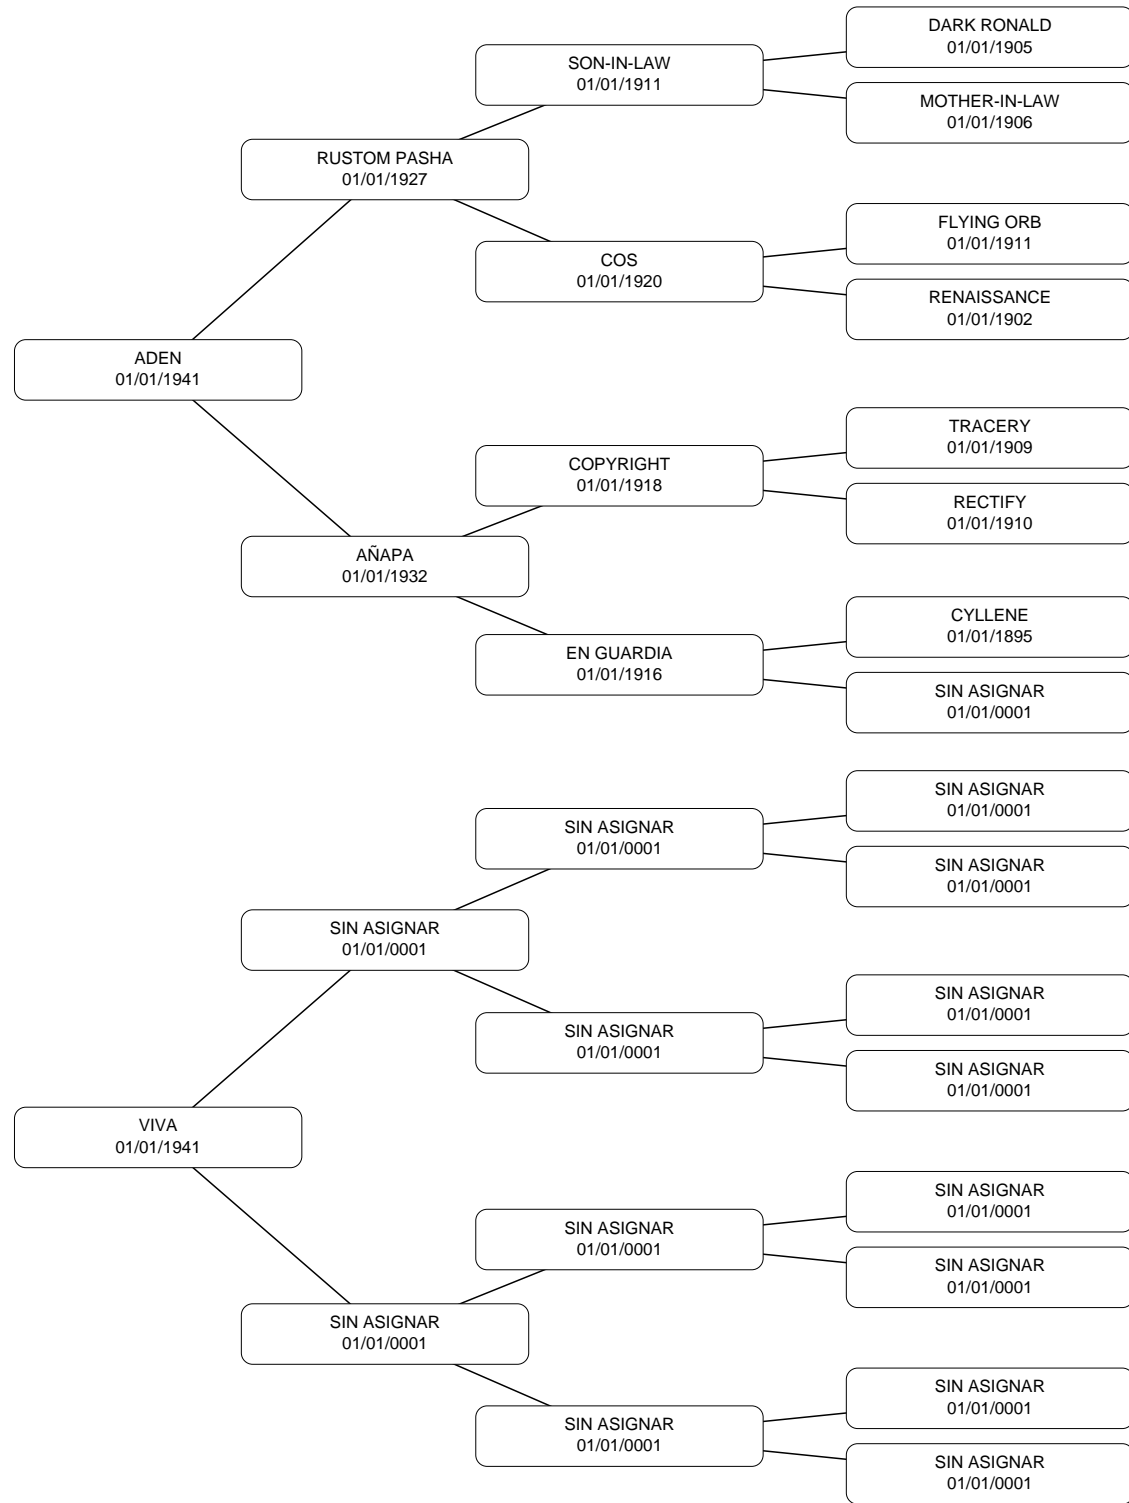 DARK RONALD
01/01/1905
SON-IN-LAW
01/01/1911
MOTHER-IN-LAW
01/01/1906
RUSTOM PASHA
01/01/1927
FLYING ORB
01/01/1911
COS
01/01/1920
RENAISSANCE
01/01/1902
ADEN
01/01/1941
TRACERY
01/01/1909
COPYRIGHT
01/01/1918
RECTIFY
01/01/1910
AÑAPA
01/01/1932
CYLLENE
01/01/1895
EN GUARDIA
01/01/1916
SIN ASIGNAR
01/01/0001
SIN ASIGNAR
01/01/0001
SIN ASIGNAR
01/01/0001
SIN ASIGNAR
01/01/0001
SIN ASIGNAR
01/01/0001
SIN ASIGNAR
01/01/0001
SIN ASIGNAR
01/01/0001
SIN ASIGNAR
01/01/0001
VIVA
01/01/1941
SIN ASIGNAR
01/01/0001
SIN ASIGNAR
01/01/0001
SIN ASIGNAR
01/01/0001
SIN ASIGNAR
01/01/0001
SIN ASIGNAR
01/01/0001
SIN ASIGNAR
01/01/0001
SIN ASIGNAR
01/01/0001